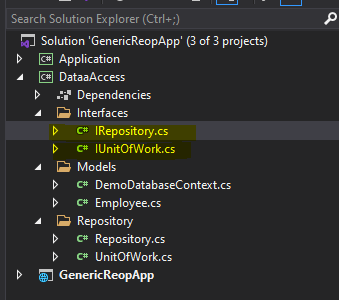 Search Solution Explorer (Ctrl+;)
Solution 'GenericReopApp' (3 of 3 projects)
C# Application
C# DataaAccess
Dependencies
Interfaces
C# IRepository.cs
C# IUnitOfWork.cs
Models
C# DemoDatabaseContext.cs
C# Employee.cs
Repository
C# Repository.cs
C# UnitOfWork.cs
GenericReopApp